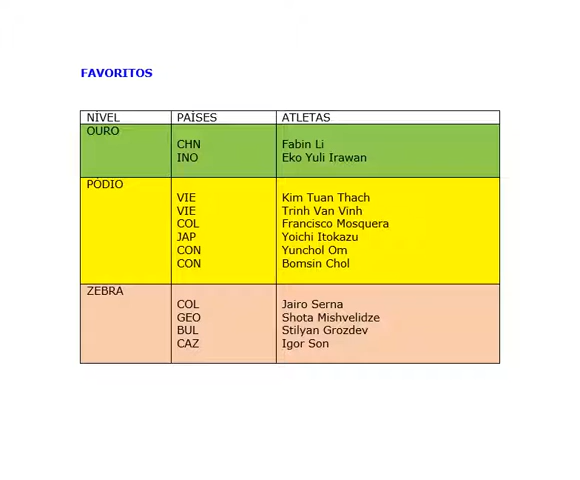 FAVORITOS
NÍVEL PAÍSES ATLETAS
OURO
CHN Fabin Li
INO Eko Yuli Irawan
PÓDIO
VIE Kim Tuan Thach
VIE Trinh Van Vinh
COL Francisco Mosquera
JAP Yoichi Itokazu
CON Yunchol Om
CON Bomsin Chol
ZEBRA
COL Jairo Serna
GEO Shota Mishvelidze
BUL Stilyan Grozdev
CAZ Igor Son